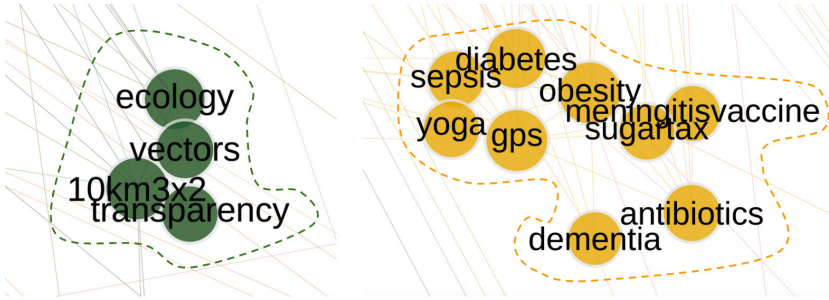 ecology
vectors
10km3x2
transparency
diabetes
sepsis
obesity
meningitisvaccine
yoga
gps
sugartax
antibiotics
dementia